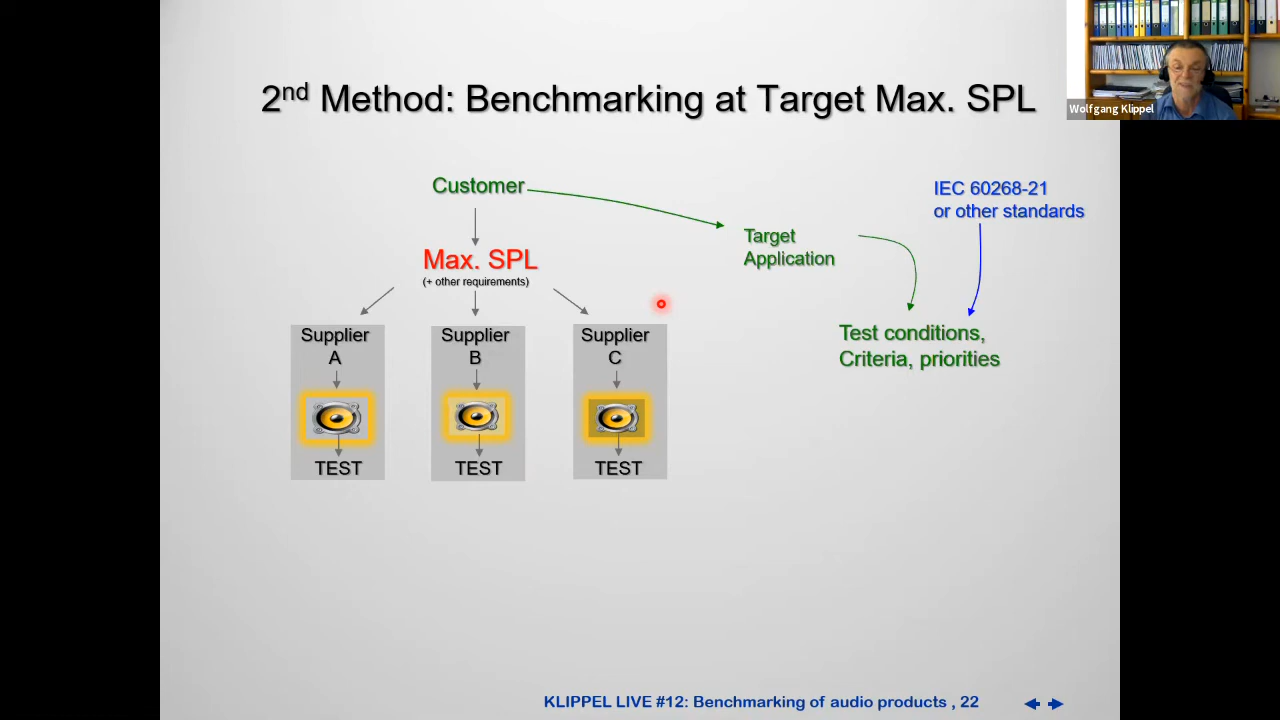 2nd Method: Benchmarking at Target Max. SPL
Wolfgang Klippel
Customer
IEC 60268-21
or other standards
Target
Application
Max. SPL
(+ other requirements)
Supplier
A
Supplier
B
Supplier
C
Test conditions,
Criteria, priorities
TEST
TEST
TEST
KLIPPEL LIVE #12: Benchmarking of audio products , 22